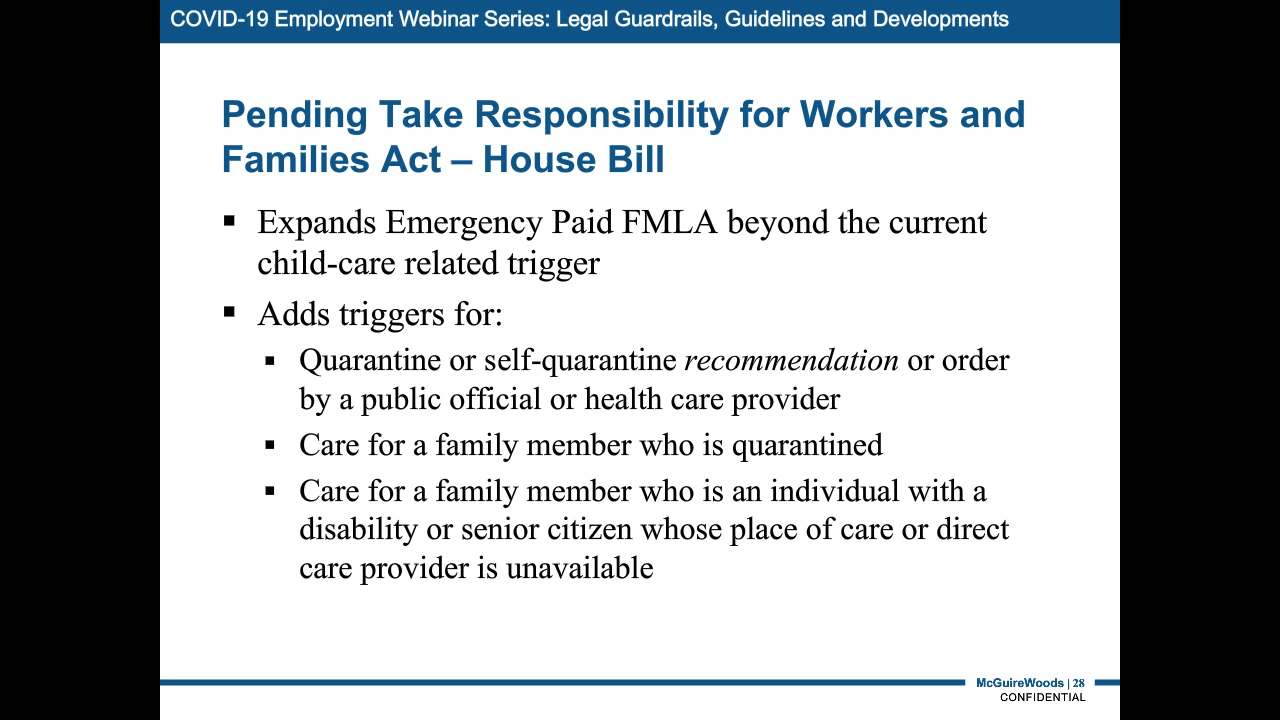 COVID-19 Employment Webinar Series: Legal Guardrails, Guidelines and Developments
Pending Take Responsibility for Workers and
Families Act – House Bill
▪ Expands Emergency Paid FMLA beyond the current
child-care related trigger
▪ Adds triggers for:
▪ Quarantine or self-quarantine recommendation or order
by a public official or health care provider
▪ Care for a family member who is quarantined
▪ Care for a family member who is an individual with a
disability or senior citizen whose place of care or direct
care provider is unavailable
McGuireWoods | 28
CONFIDENTIAL